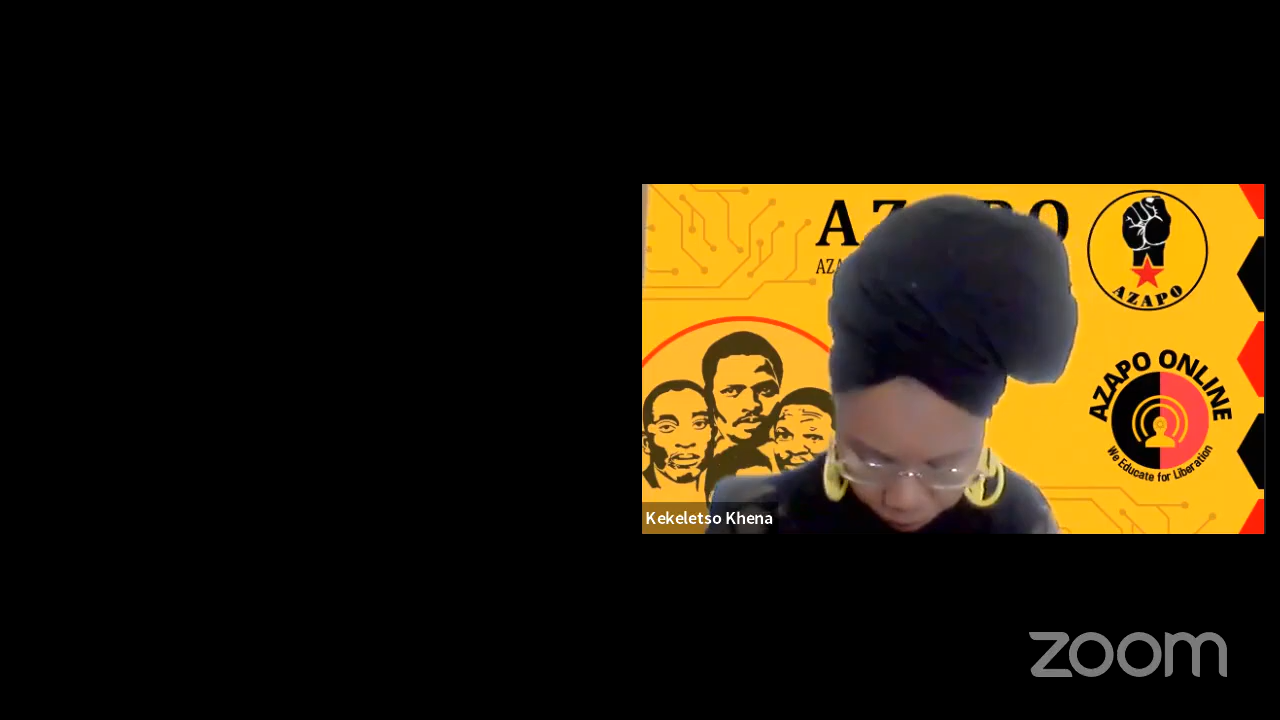 AZAPO
AZAPO
AZAPO ONLINE
We Educate for Liberation
Kekeletso Khena
zoom